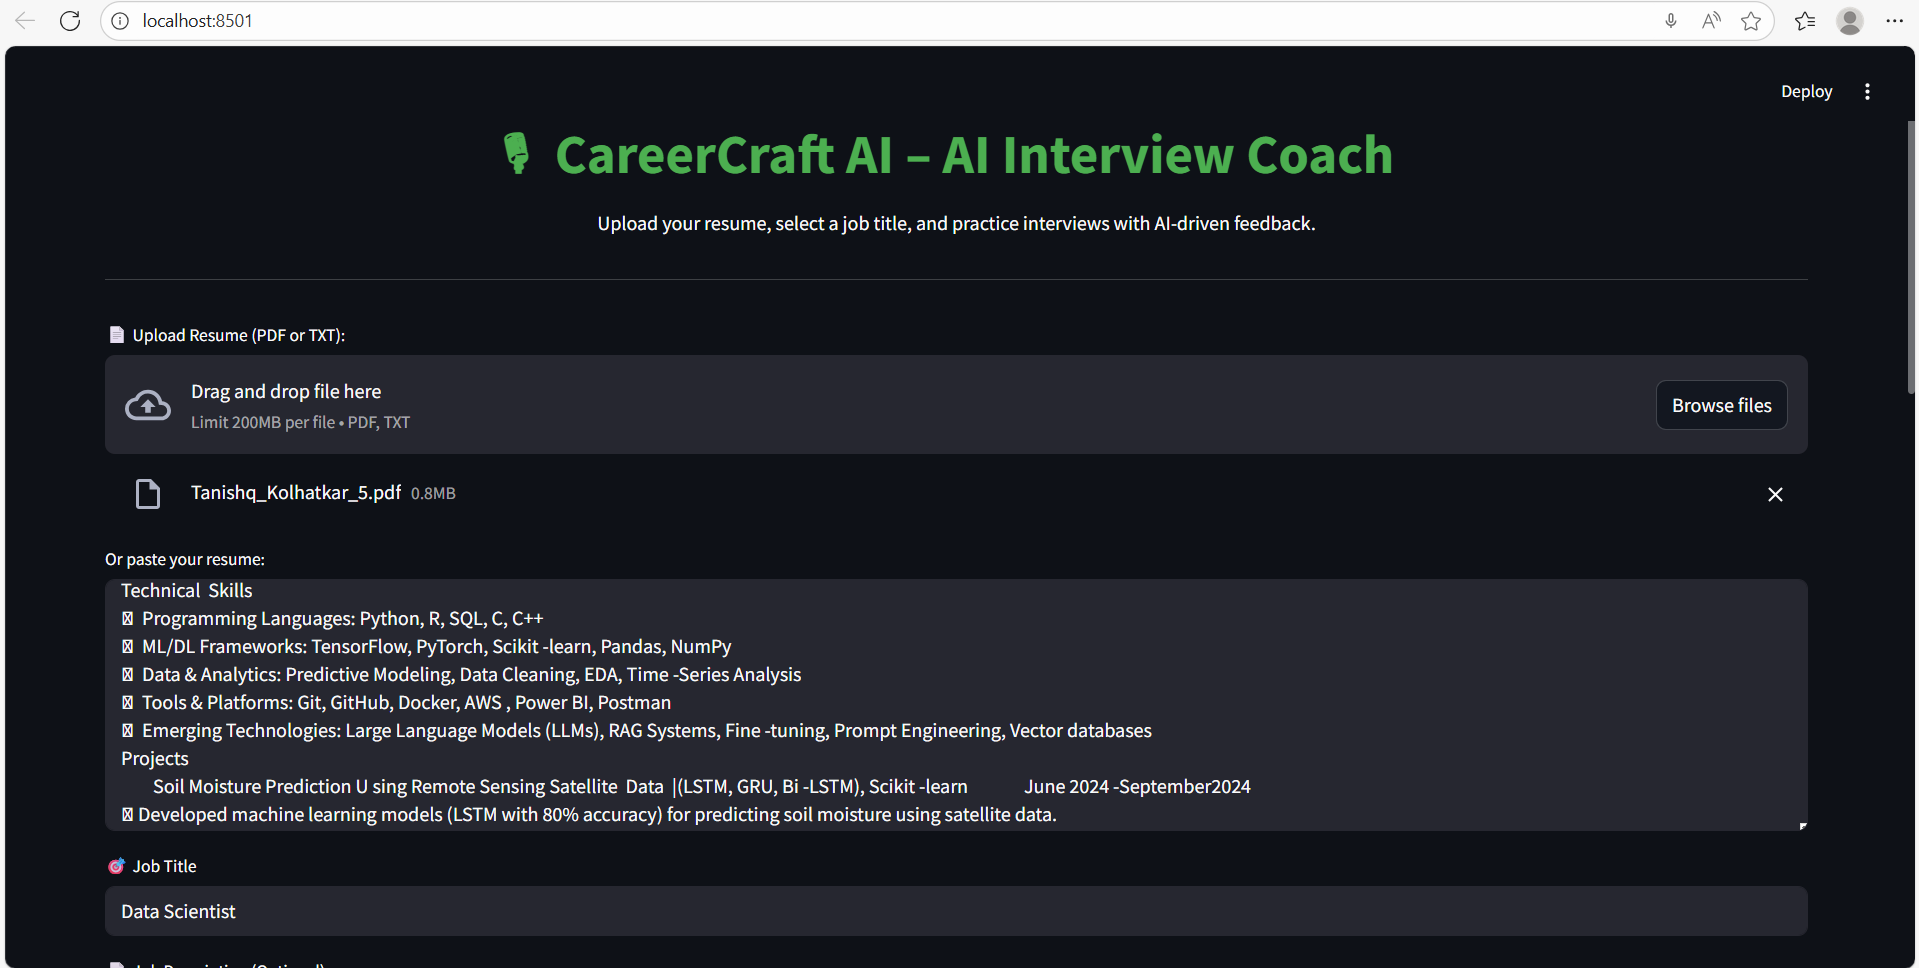 localhost:8501
Deploy
CareerCraft AI – AI Interview Coach
Upload your resume, select a job title, and practice interviews with AI-driven feedback.
Upload Resume (PDF or TXT):
Drag and drop file here
Limit 200MB per file • PDF, TXT
Browse files
Tanishq_Kolhatkar_5.pdf 0.8MB
Or paste your resume:
Technical  Skills
Programming Languages: Python, R, SQL, C, C++
ML/DL Frameworks: TensorFlow, PyTorch, Scikit -learn, Pandas, NumPy
Data & Analytics: Predictive Modeling, Data Cleaning, EDA, Time -Series Analysis
Tools & Platforms: Git, GitHub, Docker, AWS , Power BI, Postman
Emerging Technologies: Large Language Models (LLMs), RAG Systems, Fine -tuning, Prompt Engineering, Vector databases
Projects
Soil Moisture Prediction U sing Remote Sensing Satellite  Data  |(LSTM, GRU, Bi -LSTM), Scikit -learn June 2024 -September2024
Developed machine learning models (LSTM with 80% accuracy) for predicting soil moisture using satellite data.
Job Title
Data Scientist